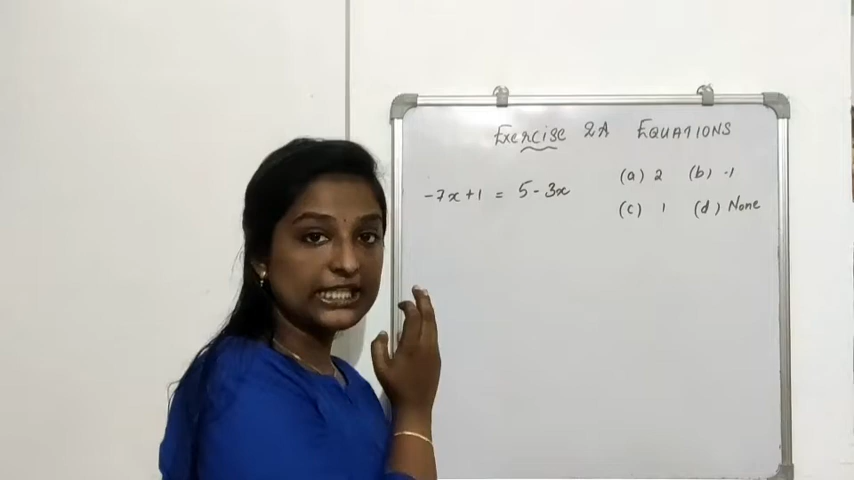 Exercise 2A EQUATIONS
-7x+1 = 5-3x
(a) 2 (b) -1
(c) 1 (d) None